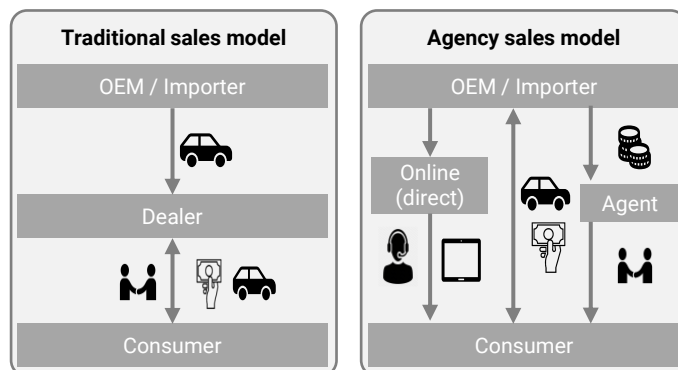 Traditional sales model
OEM / Importer
Dealer
Consumer
Agency sales model
OEM / Importer
Online
(direct)
Agent
Consumer